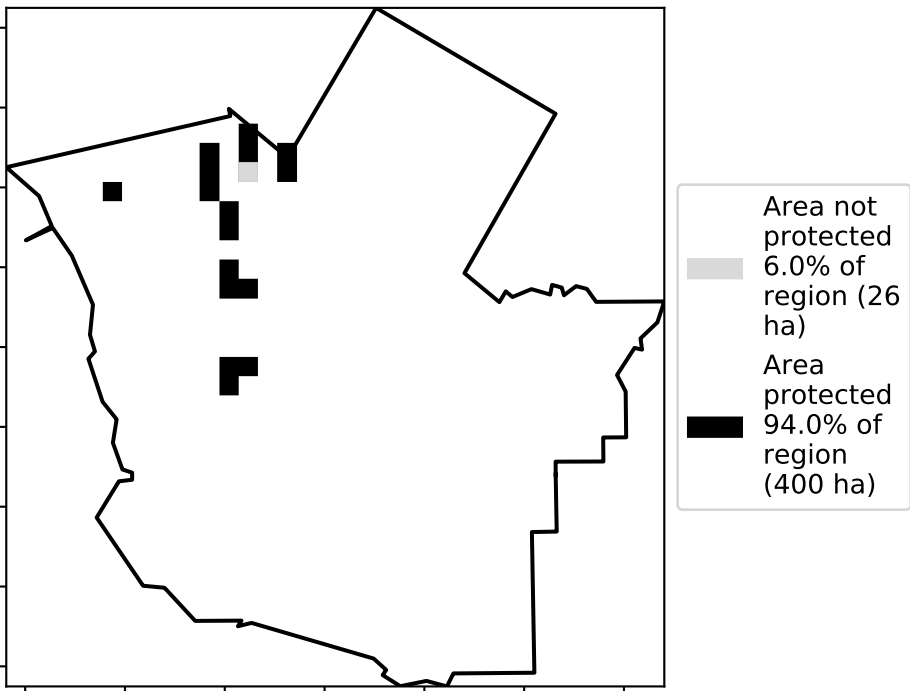 Area not
protected
6.0% of
region (26
ha)
Area
protected
94.0% of
region
(400 ha)